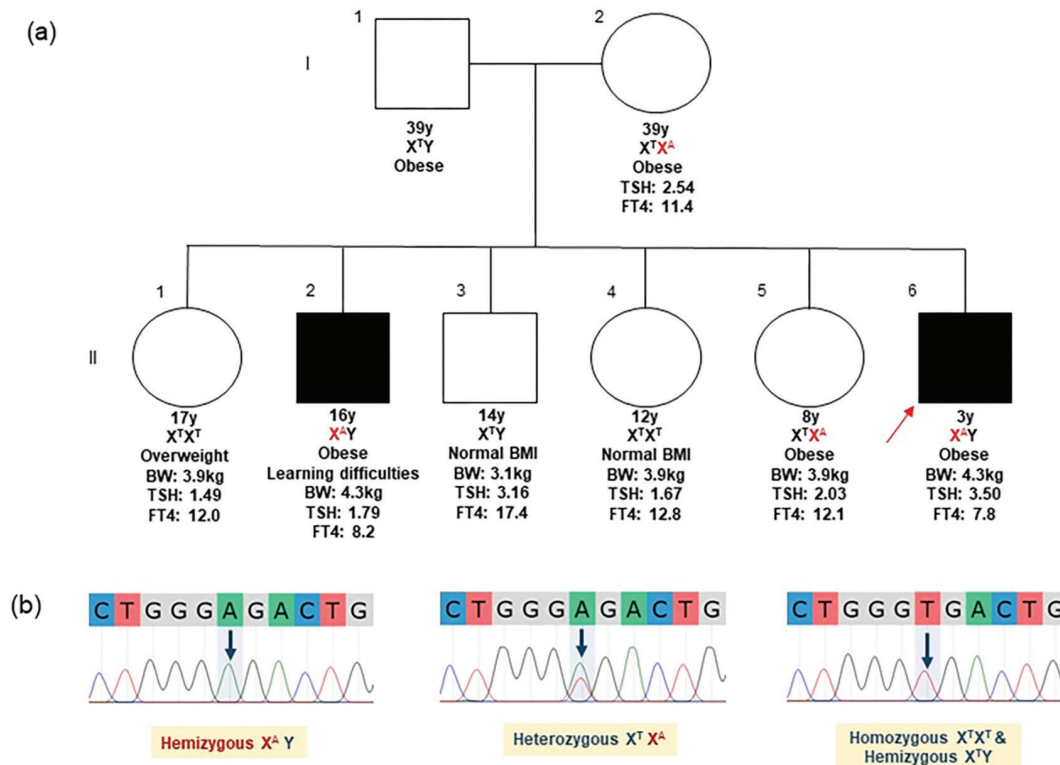 (a)
1
2
I
39y
XᵀY
Obese
39y
XᵀXᴬ
Obese
TSH: 2.54
FT4: 11.4
1
2
3
4
5
6
II
17y
XᵀXᵀ
Overweight
BW: 3.9kg
TSH: 1.49
FT4: 12.0
16y
XᴬY
Obese
Learning difficulties
BW: 4.3kg
TSH: 1.79
FT4: 8.2
14y
XᵀY
Normal BMI
BW: 3.1kg
TSH: 3.16
FT4: 17.4
12y
XᵀXᵀ
Normal BMI
BW: 3.9kg
TSH: 1.67
FT4: 12.8
8y
XᵀXᴬ
Obese
BW: 3.9kg
TSH: 2.03
FT4: 12.1
3y
XᴬY
Obese
BW: 4.3kg
TSH: 3.50
FT4: 7.8
(b)
CTGGGAGACTG
CTGGGAGACTG
CTGGGTGACTG
Hemizygous Xᴬ Y
Heterozygous Xᵀ Xᴬ
Homozygous XᵀXᵀ &
Hemizygous XᵀY